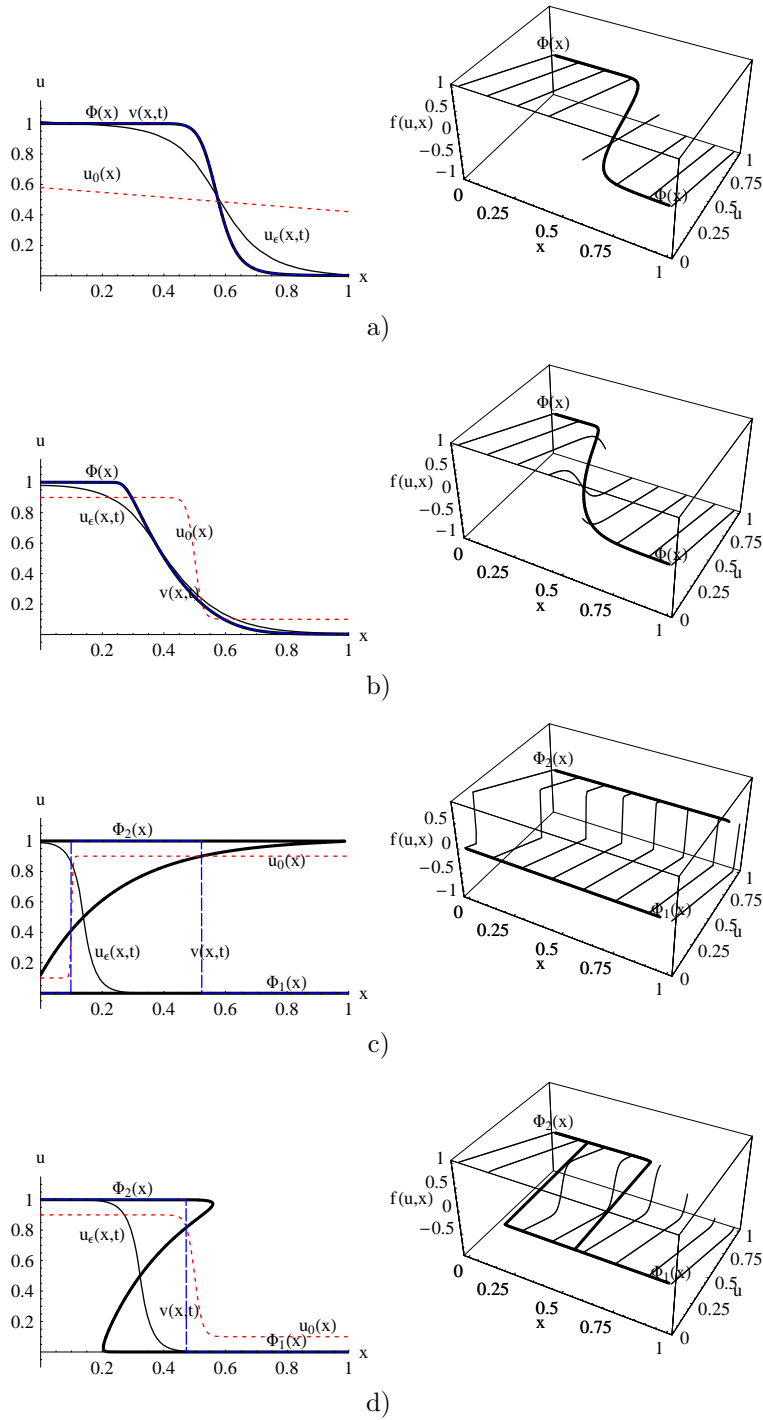 u
Φ(x) v(x,t)
1
0.8
u₀(x)
0.6
0.4
uϵ(x,t)
0.2
x
0.2 0.4 0.6 0.8 1
Φ(x)
1
0.5
f(u,x) 0
−0.5
−1
0
0.25
0.5
x
0.75
1
Φ(x)
1
0.75
0.5 u
0.25
0
a)
u
Φ(x)
1
0.8
uϵ(x,t)
u₀(x)
0.6
0.4
v(x,t)
0.2
x
0.2 0.4 0.6 0.8 1
Φ(x)
1
0.5
f(u,x) 0
−0.5
−1
0
0.25
0.5
x
0.75
1
Φ(x)
1
0.75
0.5 u
0.25
0
b)
u
Φ₂(x)
1
u₀(x)
0.8
0.6
0.4
uϵ(x,t) v(x,t)
0.2
Φ₁(x)
x
0.2 0.4 0.6 0.8 1
Φ₂(x)
0.5
f(u,x) 0
−0.5
−1
0
0.25
0.5
x
0.75
1
Φ₁(x)
1
0.75
0.5 u
0.25
0
c)
u
Φ₂(x)
1
uϵ(x,t)
0.8
0.6
0.4
v(x,t)
0.2
u₀(x)
Φ₁(x)
x
0.2 0.4 0.6 0.8 1
Φ₂(x)
1
0.5
f(u,x) 0
−0.5
0
0.25
0.5
x
0.75
1
Φ₁(x)
1
0.75
0.5 u
0.25
0
d)